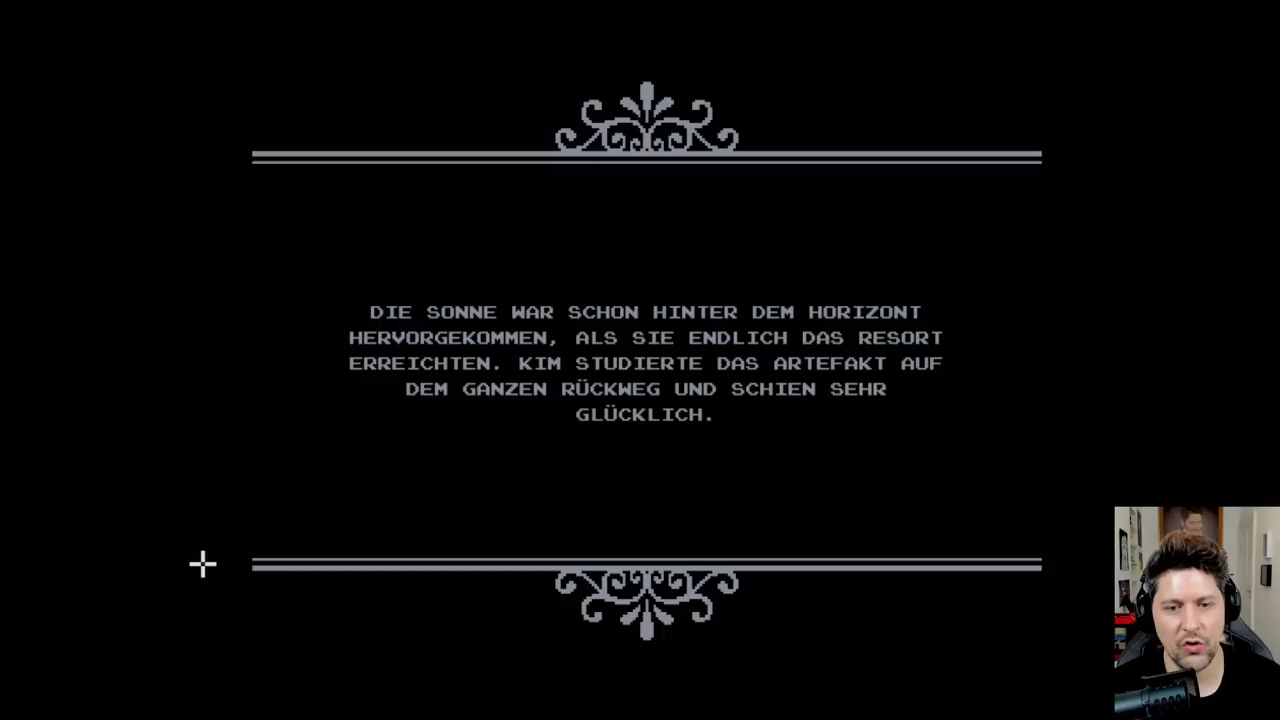 DIE SONNE WAR SCHON HINTER DEM HORIZONT
HERVORGEKOMMEN, ALS SIE ENDLICH DAS RESORT
ERREICHTEN. KIM STUDIERTE DAS ARTEFAKT AUF
DEM GANZEN RÜCKWEG UND SCHIEN SEHR
GLÜCKLICH.